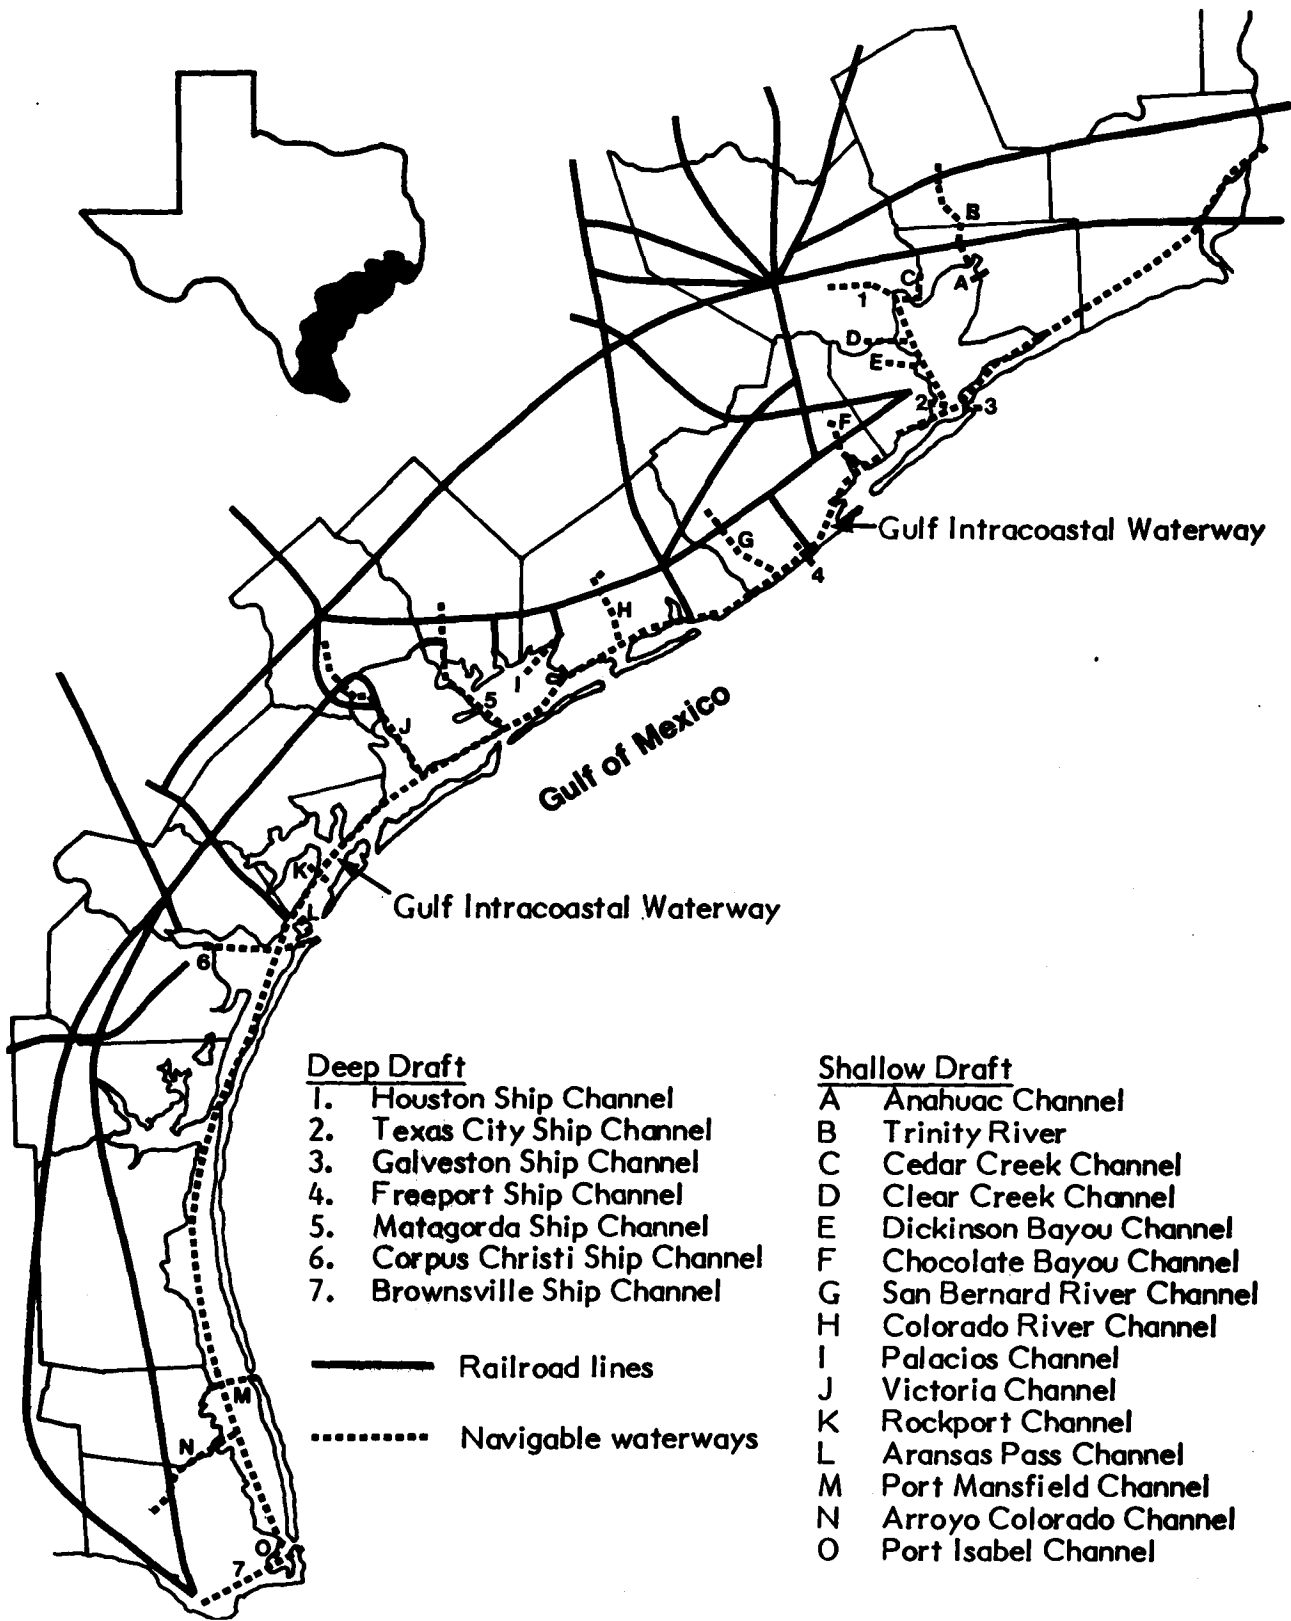 B
C
A
1
D
E
2
3
F
Gulf Intracoastal Waterway
G
4
H
I
5
J
Gulf of Mexico
K
Gulf Intracoastal Waterway
L
6
Deep Draft
1. Houston Ship Channel
2. Texas City Ship Channel
3. Galveston Ship Channel
4. Freeport Ship Channel
5. Matagorda Ship Channel
6. Corpus Christi Ship Channel
7. Brownsville Ship Channel
Railroad lines
Navigable waterways
Shallow Draft
A Anahuac Channel
B Trinity River
C Cedar Creek Channel
D Clear Creek Channel
E Dickinson Bayou Channel
F Chocolate Bayou Channel
G San Bernard River Channel
H Colorado River Channel
I Palacios Channel
J Victoria Channel
K Rockport Channel
L Aransas Pass Channel
M Port Mansfield Channel
N Arroyo Colorado Channel
O Port Isabel Channel
M
N
O
7